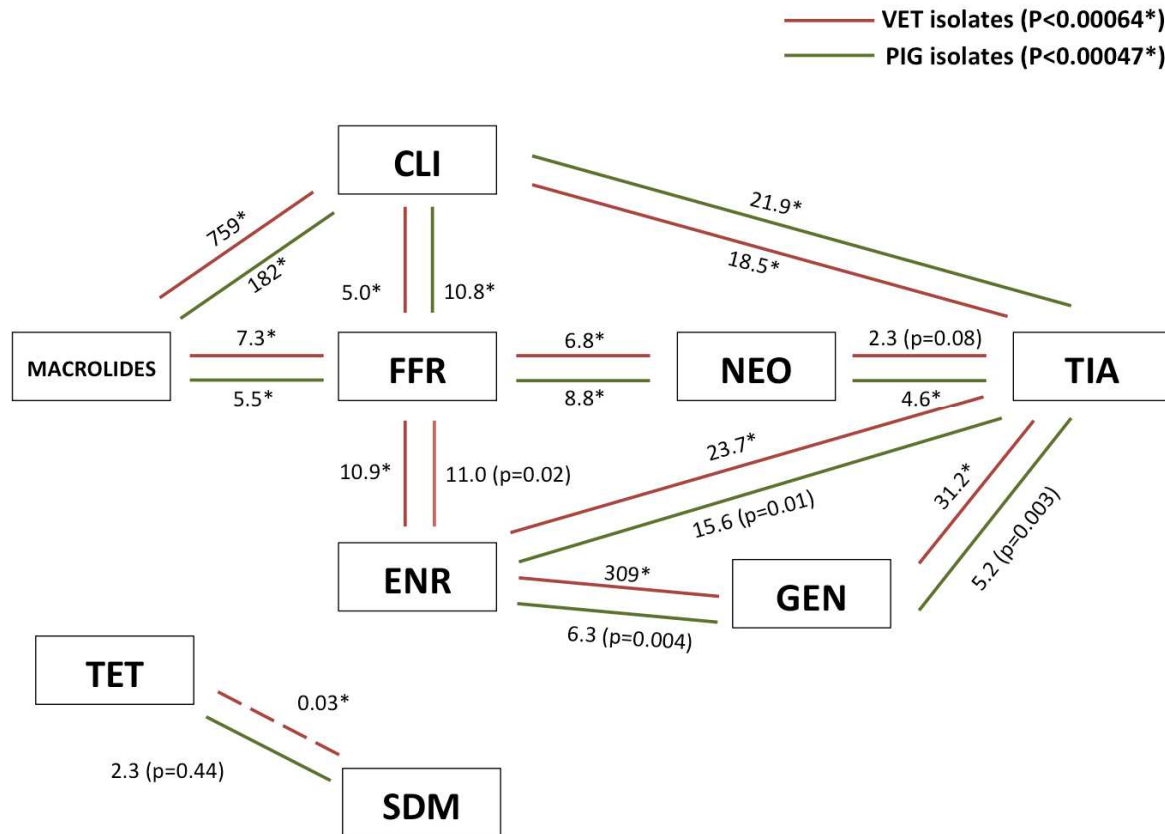 VET isolates (P<0.00064*)
PIG isolates (P<0.00047*)
CLI
21.9*
759*
18.5*
182*
5.0*
10.8*
7.3*
6.8*
2.3 (p=0.08)
MACROLIDES
FFR
NEO
TIA
5.5*
8.8*
4.6*
23.7*
10.9*
11.0 (p=0.02)
31.2*
15.6 (p=0.01)
5.2 (p=0.003)
ENR
309*
GEN
6.3 (p=0.004)
TET
0.03*
2.3 (p=0.44)
SDM